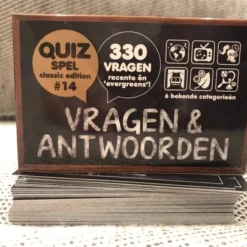 QUIZ
SPEL
classic edition
#14
330
VRAGEN
recente én
'evergreens'!
6 bekende categorieën
VRAGEN &
ANTWOORDEN